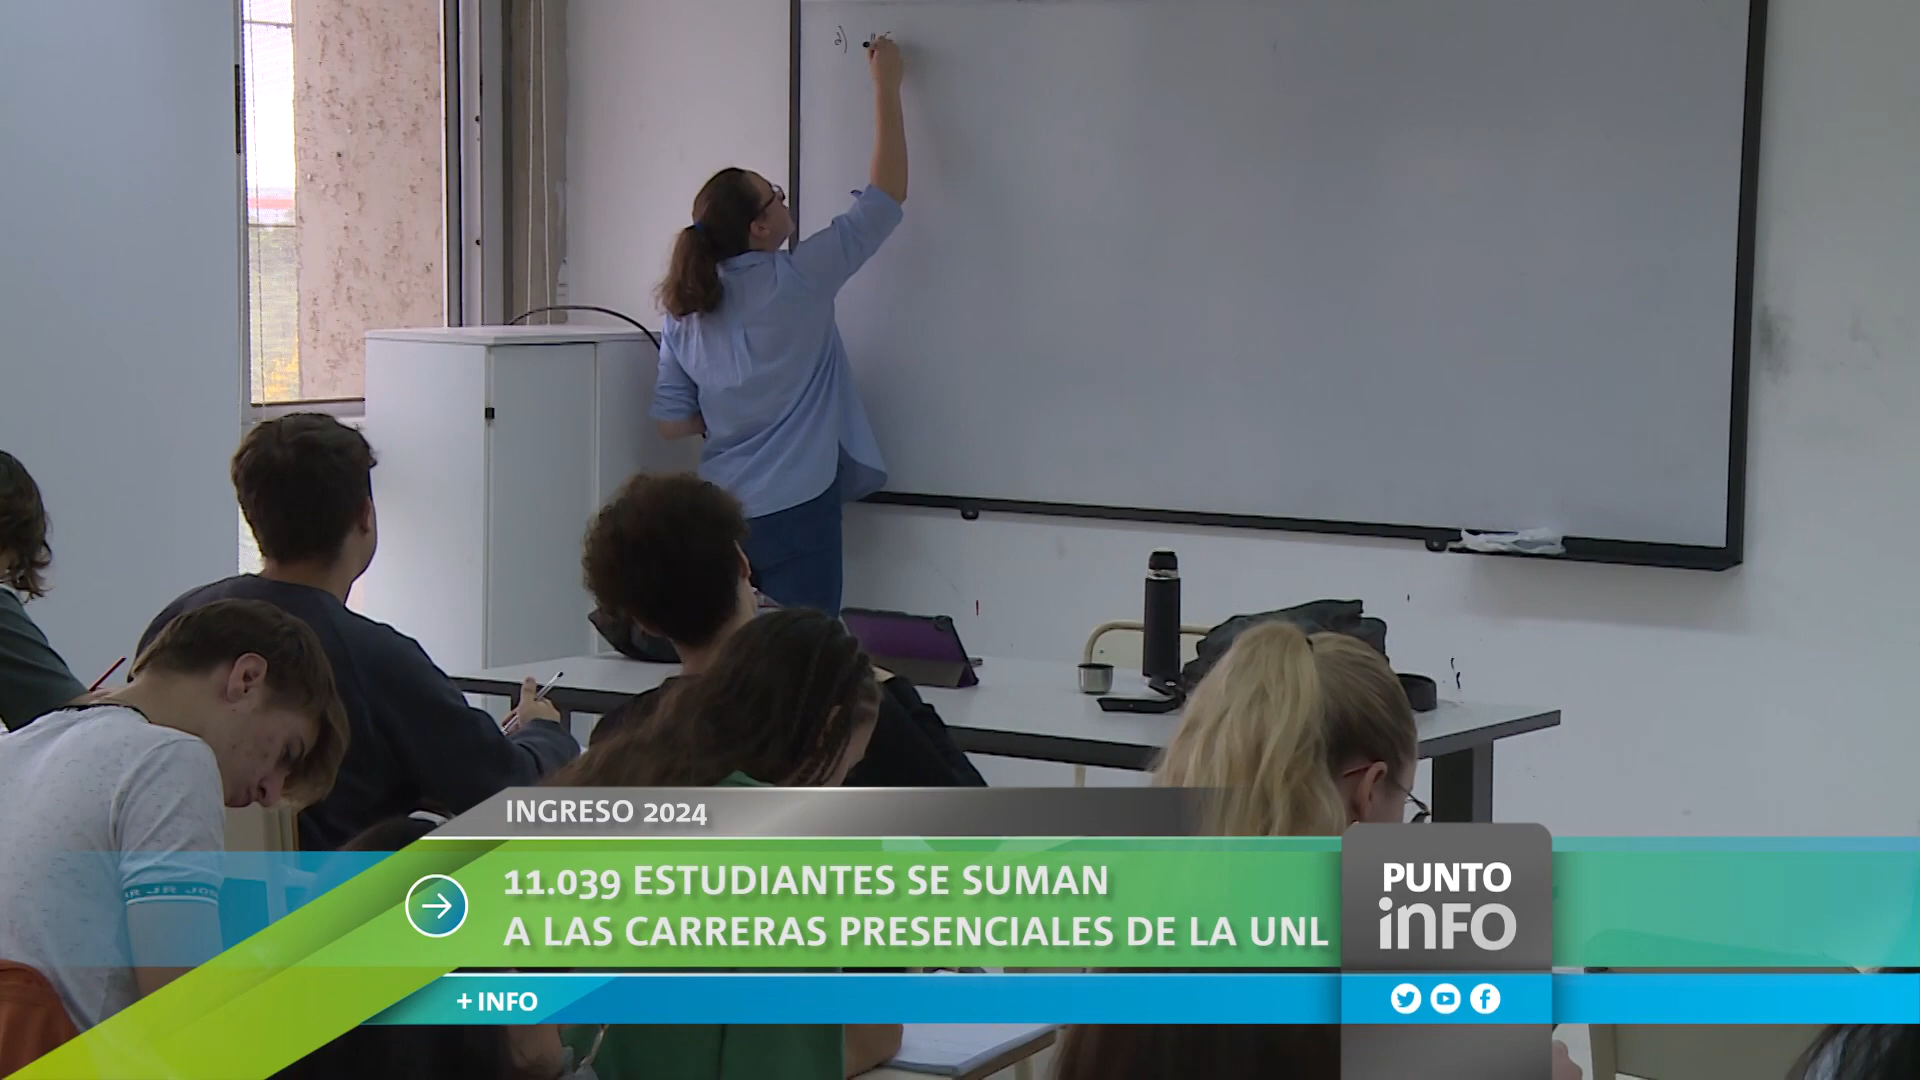 a)
INGRESO 2024
11.039 ESTUDIANTES SE SUMAN
A LAS CARRERAS PRESENCIALES DE LA UNL
PUNTO
inFO
+ INFO